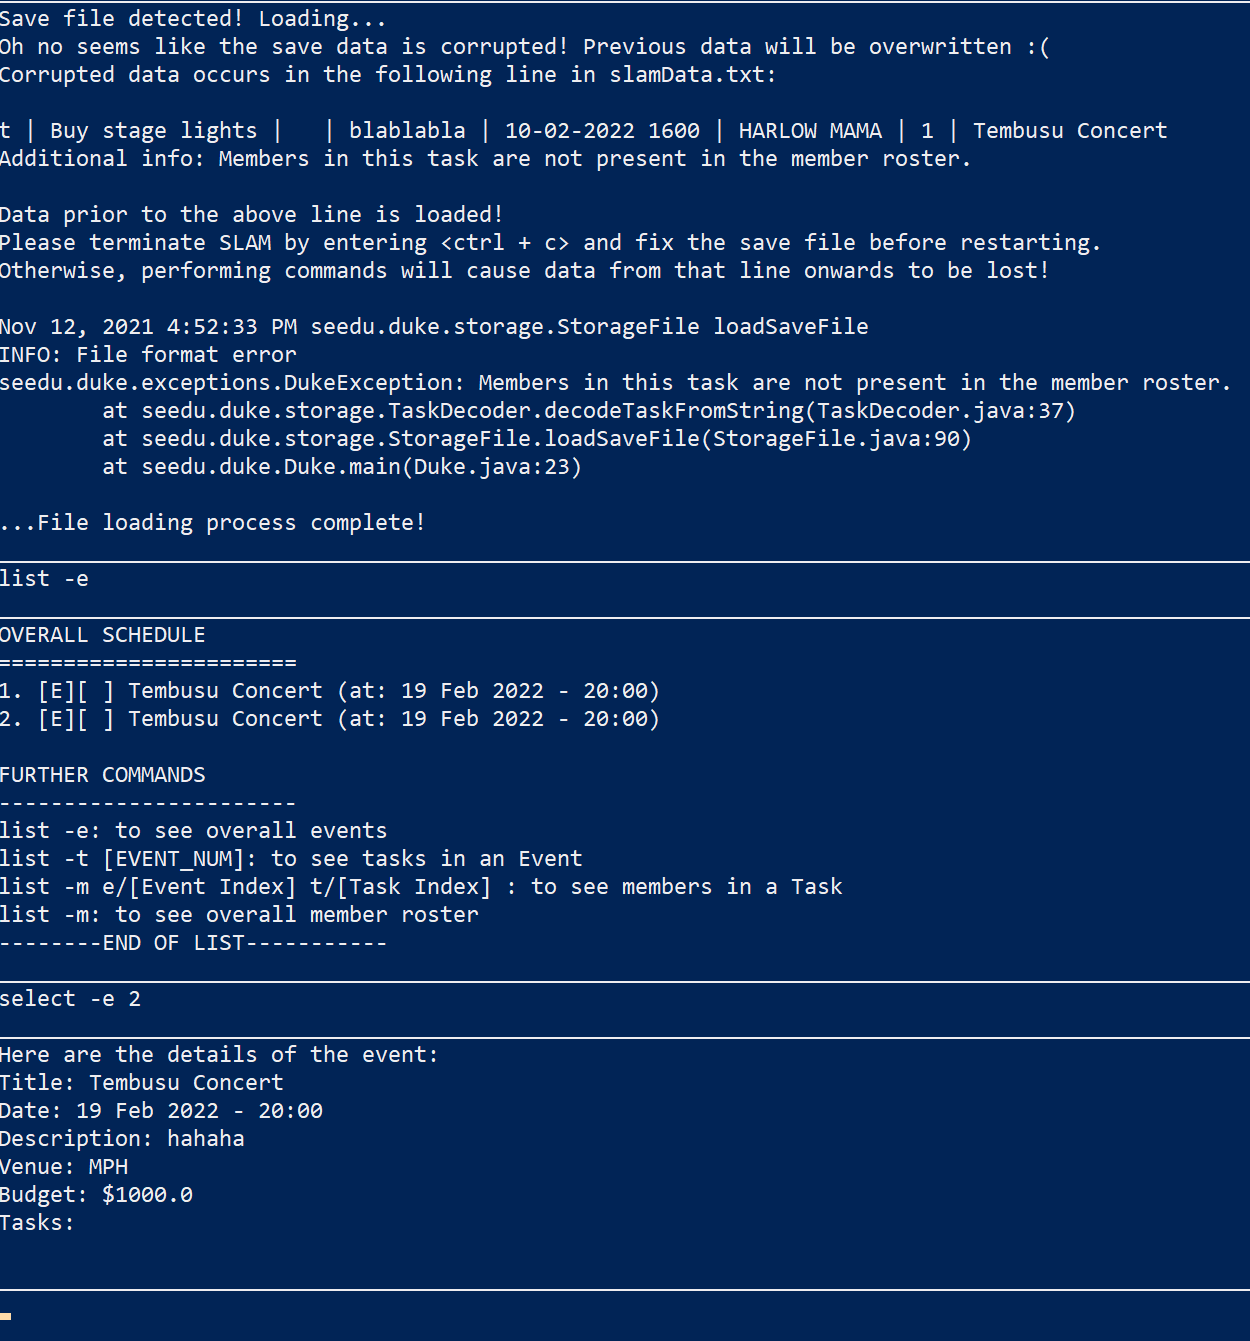 Save file detected! Loading...
Oh no seems like the save data is corrupted! Previous data will be overwritten :(
Corrupted data occurs in the following line in slamData.txt:
t | Buy stage lights |   | blablabla | 10-02-2022 1600 | HARLOW MAMA | 1 | Tembusu Concert
Additional info: Members in this task are not present in the member roster.
Data prior to the above line is loaded!
Please terminate SLAM by entering <ctrl + c> and fix the save file before restarting.
Otherwise, performing commands will cause data from that line onwards to be lost!
Nov 12, 2021 4:52:33 PM seedu.duke.storage.StorageFile loadSaveFile
INFO: File format error
seedu.duke.exceptions.DukeException: Members in this task are not present in the member roster.
        at seedu.duke.storage.TaskDecoder.decodeTaskFromString(TaskDecoder.java:37)
        at seedu.duke.storage.StorageFile.loadSaveFile(StorageFile.java:90)
        at seedu.duke.Duke.main(Duke.java:23)
...File loading process complete!
list -e
OVERALL SCHEDULE
=======================
1. [E][ ] Tembusu Concert (at: 19 Feb 2022 - 20:00)
2. [E][ ] Tembusu Concert (at: 19 Feb 2022 - 20:00)
FURTHER COMMANDS
-----------------------
list -e: to see overall events
list -t [EVENT_NUM]: to see tasks in an Event
list -m e/[Event Index] t/[Task Index] : to see members in a Task
list -m: to see overall member roster
--------END OF LIST-----------
select -e 2
Here are the details of the event:
Title: Tembusu Concert
Date: 19 Feb 2022 - 20:00
Description: hahaha
Venue: MPH
Budget: $1000.0
Tasks: